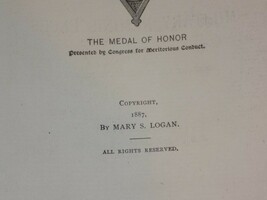 THE MEDAL OF HONOR
Presented by Congress for Meritorious Conduct.
COPYRIGHT,
1887,
BY MARY S. LOGAN.
ALL RIGHTS RESERVED.